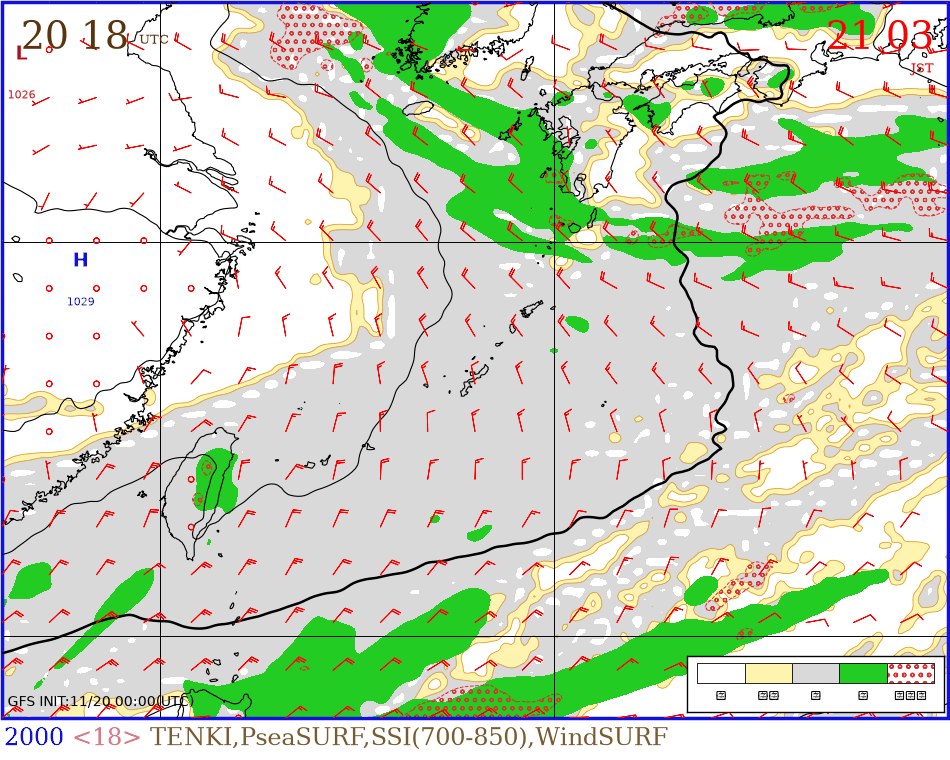 20 18 UTC
21 03 JST
L
1026
H
1029
GFS INIT:11/20 00:00(UTC)
2000 <18> TENKI,PseaSURF,SSI(700-850),WindSURF